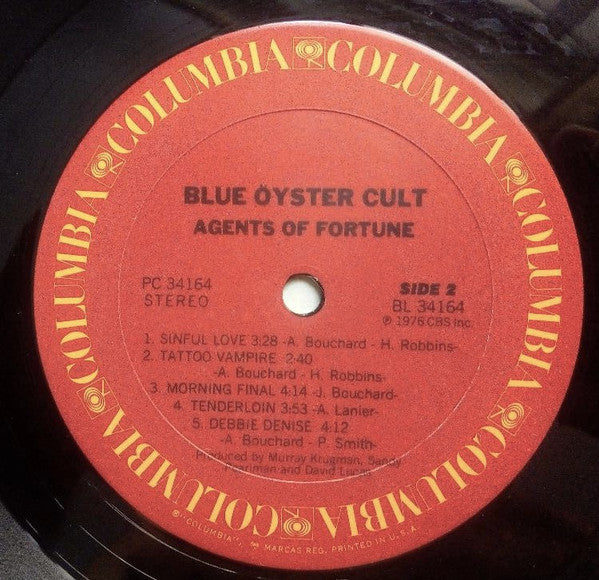 COLUMBIA COLUMBIA COLUMBIA COLUMBIA COLUMBIA COLUMBIA
BLUE ÖYSTER CULT
AGENTS OF FORTUNE
PC 34164
STEREO
SIDE 2
BL 34164
℗ 1976 CBS Inc.
1. SINFUL LOVE 3:28 -A. Bouchard - H. Robbins-
2. TATTOO VAMPIRE 2:40
-A. Bouchard - H. Robbins-
3. MORNING FINAL 4:14 -J. Bouchard-
4. TENDERLOIN 3:53 -A. Lanier-
5. DEBBIE DENISE 4:12
-A. Bouchard - P. Smith-
Produced by Murray Krugman, Sandy
Pearlman and David Lucas
® "COLUMBIA", MARCAS REG. PRINTED IN U.S.A.